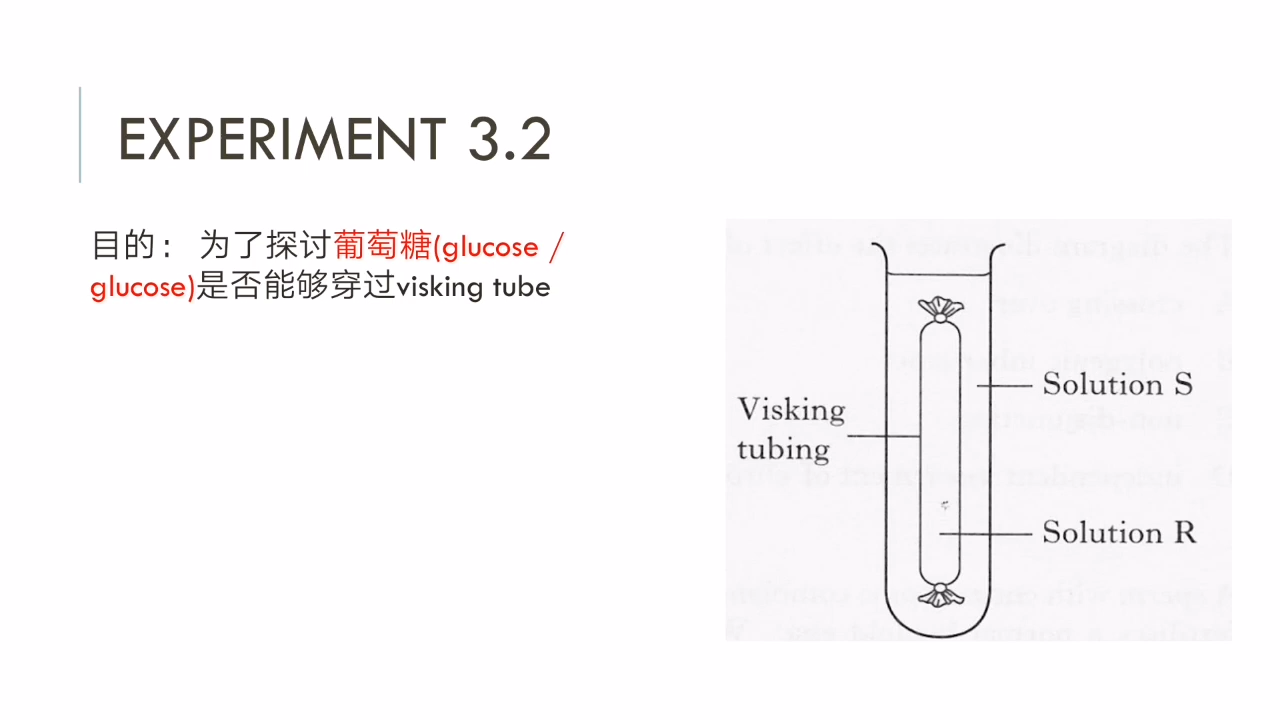 EXPERIMENT 3.2
目的： 为了探讨葡萄糖(glucose /
glucose)是否能够穿过visking tube
Visking
tubing
Solution S
Solution R